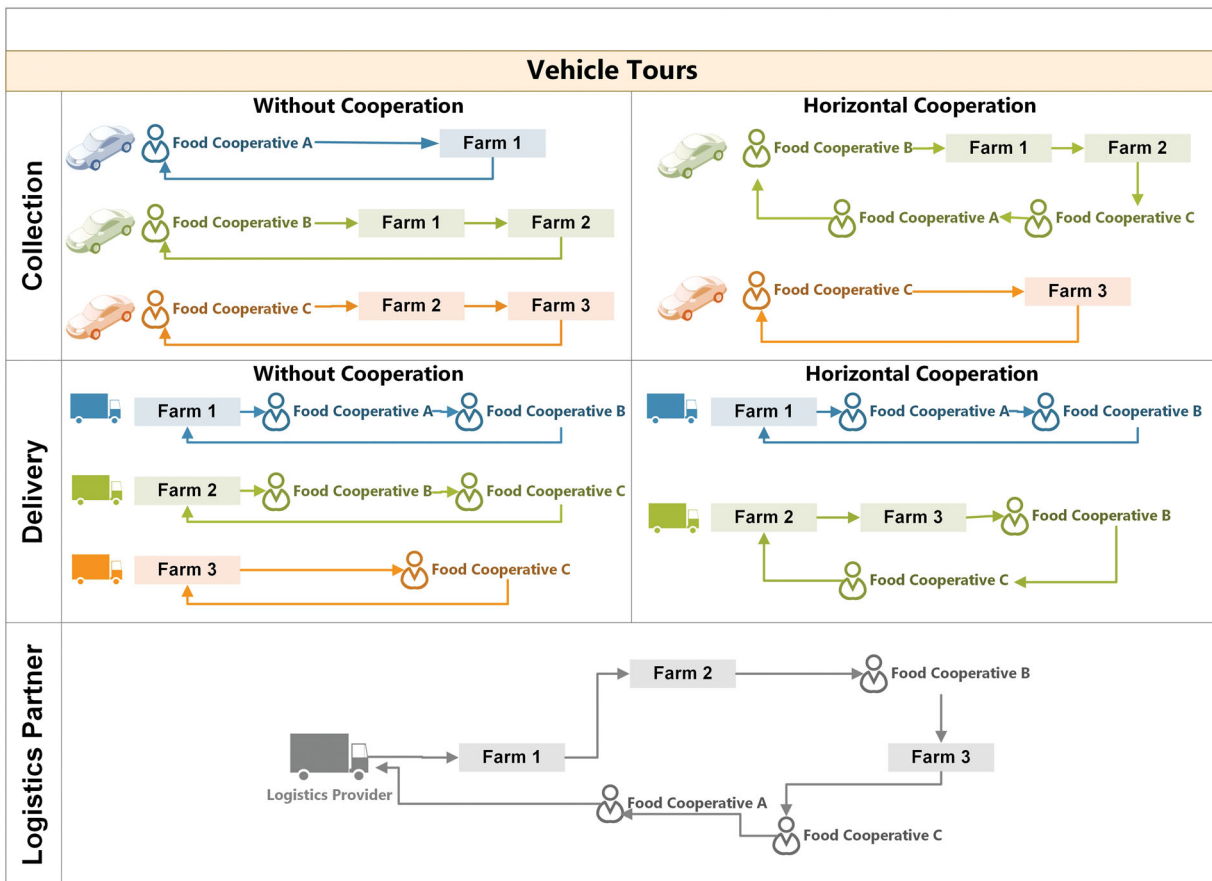 Vehicle Tours
Collection
Without Cooperation
Food Cooperative A
Farm 1
Food Cooperative B
Farm 1
Farm 2
Food Cooperative C
Farm 2
Farm 3
Horizontal Cooperation
Food Cooperative B
Farm 1
Farm 2
Food Cooperative A
Food Cooperative C
Food Cooperative C
Farm 3
Delivery
Without Cooperation
Farm 1
Food Cooperative A
Food Cooperative B
Farm 2
Food Cooperative B
Food Cooperative C
Farm 3
Food Cooperative C
Horizontal Cooperation
Farm 1
Food Cooperative A
Food Cooperative B
Farm 2
Farm 3
Food Cooperative B
Food Cooperative C
Logistics Partner
Farm 2
Food Cooperative B
Farm 1
Farm 3
Logistics Provider
Food Cooperative A
Food Cooperative C